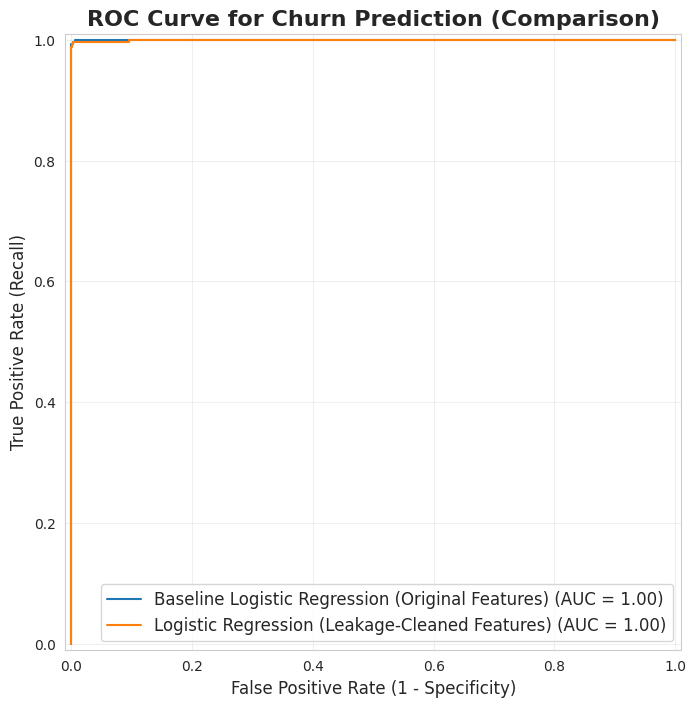 ROC Curve for Churn Prediction (Comparison)
True Positive Rate (Recall)
1.0
0.8
0.6
0.4
0.2
0.0
Baseline Logistic Regression (Original Features) (AUC = 1.00)
Logistic Regression (Leakage-Cleaned Features) (AUC = 1.00)
0.0 0.2 0.4 0.6 0.8 1.0
False Positive Rate (1 - Specificity)